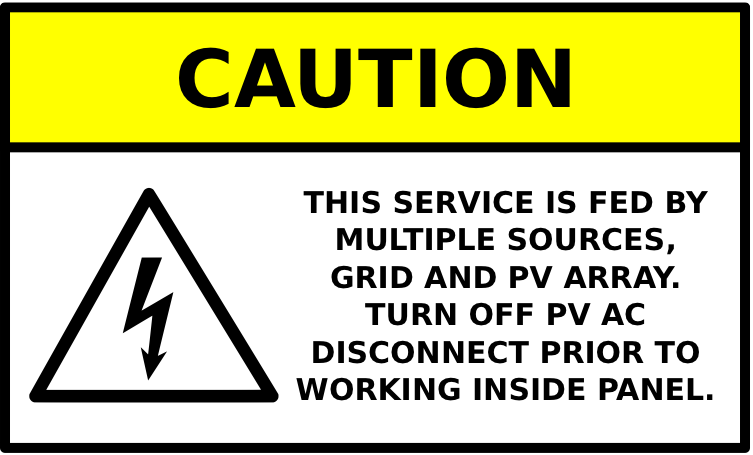 CAUTION
THIS SERVICE IS FED BY
MULTIPLE SOURCES,
GRID AND PV ARRAY.
TURN OFF PV AC
DISCONNECT PRIOR TO
WORKING INSIDE PANEL.